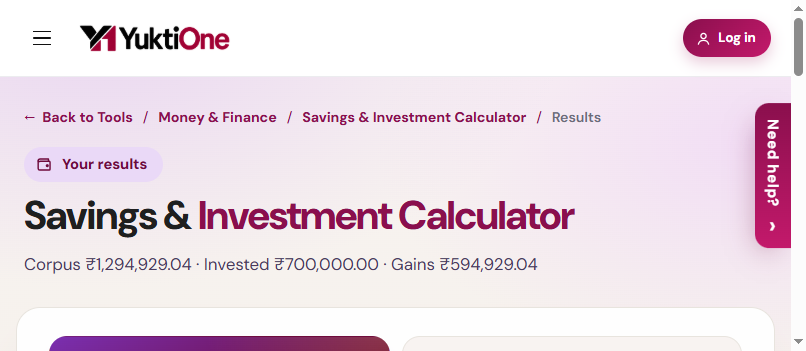 YuktiOne
Log in
← Back to Tools / Money & Finance / Savings & Investment Calculator / Results
Need help? ›
Your results
Savings & Investment Calculator
Corpus ₹1,294,929.04 · Invested ₹700,000.00 · Gains ₹594,929.04